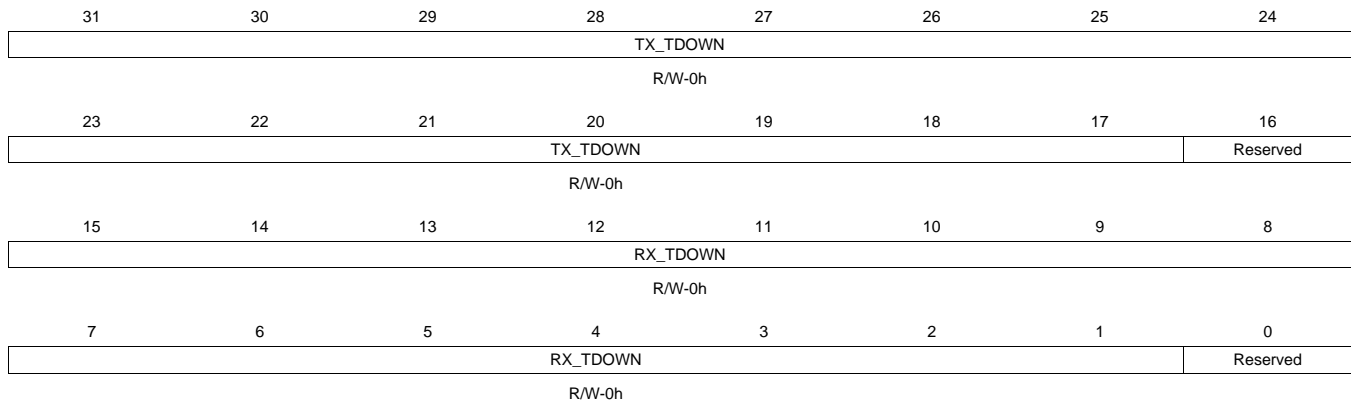 31 30 29 28 27 26 25 24
TX_TDOWN
R/W-0h
23 22 21 20 19 18 17 16
TX_TDOWN Reserved
R/W-0h
15 14 13 12 11 10 9 8
RX_TDOWN
R/W-0h
7 6 5 4 3 2 1 0
RX_TDOWN Reserved
R/W-0h